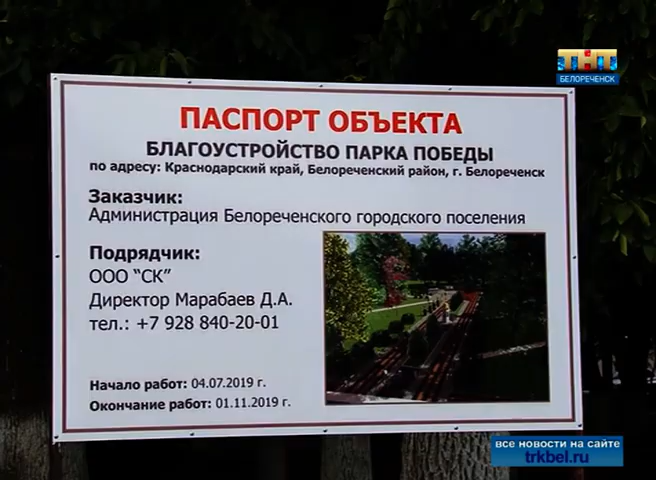 ТНТ
БЕЛОРЕЧЕНСК
ПАСПОРТ ОБЪЕКТА
БЛАГОУСТРОЙСТВО ПАРКА ПОБЕДЫ
по адресу: Краснодарский край, Белореченский район, г. Белореченск
Заказчик:
Администрация Белореченского городского поселения
Подрядчик:
ООО "СК"
Директор Марабаев Д.А.
тел.: +7 928 840-20-01
Начало работ: 04.07.2019 г.
Окончание работ: 01.11.2019 г.
все новости на сайте
trkbel.ru